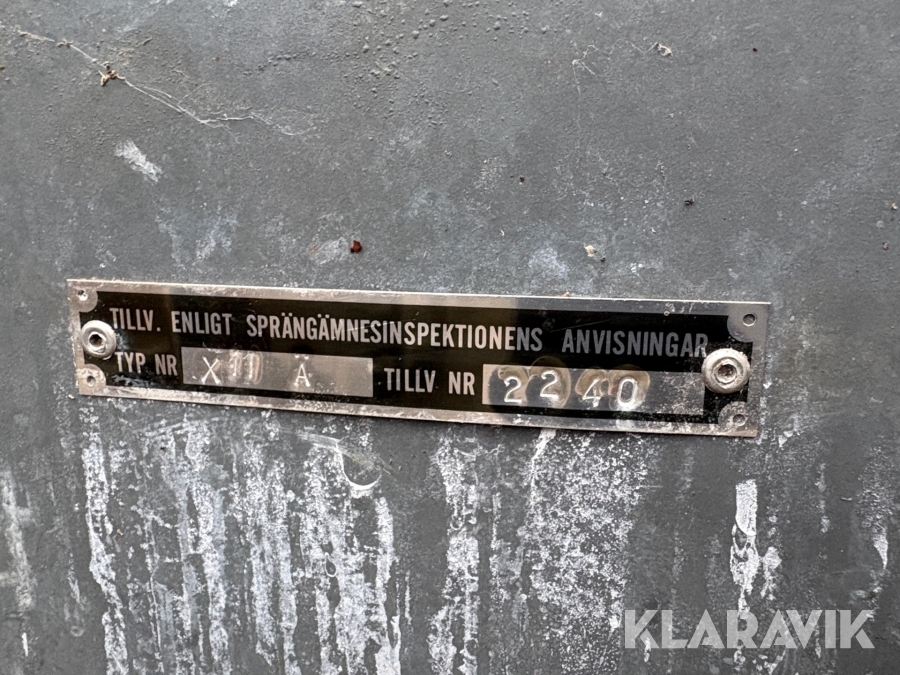 TILLV. ENLIGT SPRÄNGÄMNESINSPEKTIONENS ANVISNINGAR
TYP NR X11 A TILLV NR 2240
KLARAVIK